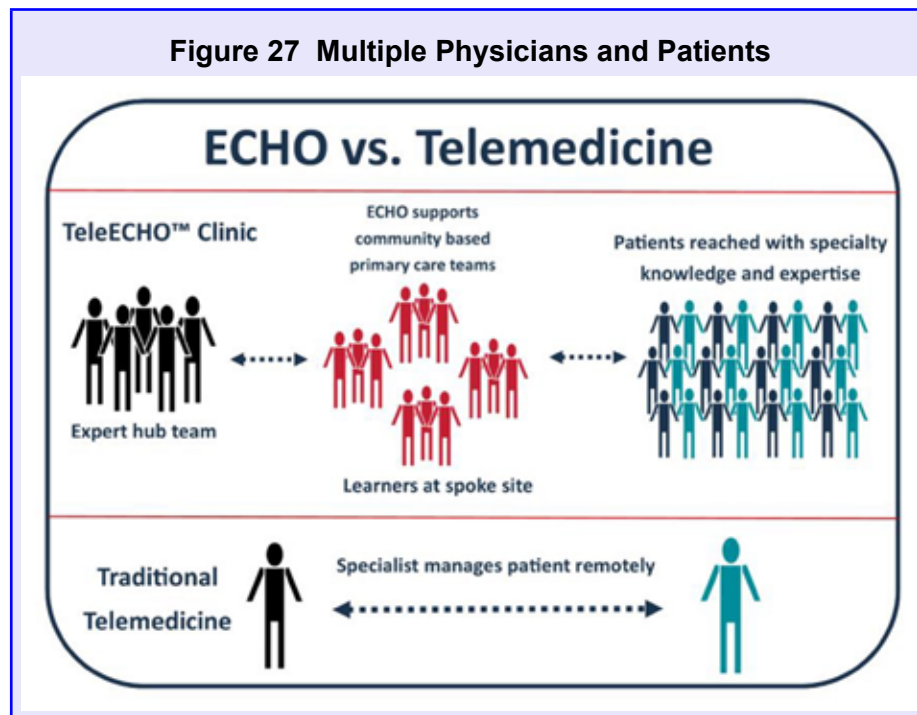 Figure 27  Multiple Physicians and Patients
ECHO vs. Telemedicine
TeleECHO™ Clinic
Expert hub team
ECHO supports
community based
primary care teams
Learners at spoke site
Patients reached with specialty
knowledge and expertise
Traditional
Telemedicine
Specialist manages patient remotely